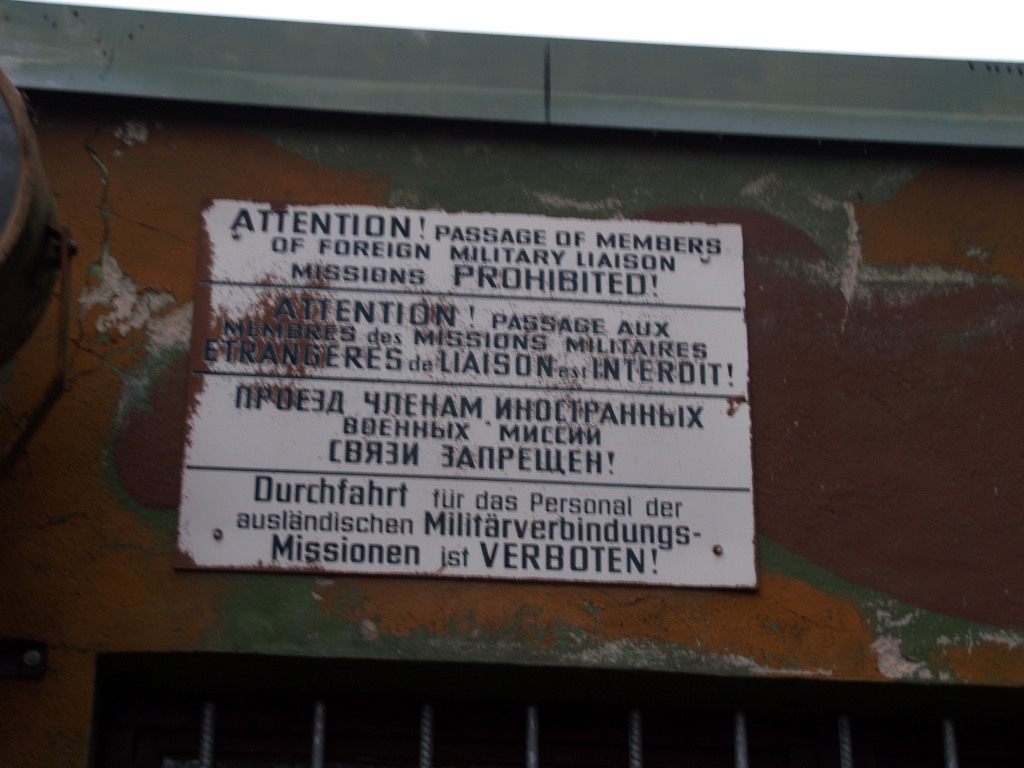 ATTENTION! PASSAGE OF MEMBERS
OF FOREIGN MILITARY LIAISON
MISSIONS PROHIBITED!
ATTENTION! PASSAGE AUX
MEMBRES des MISSIONS MILITAIRES
ETRANGERES de LIAISON est INTERDIT!
ПРОЕЗД ЧЛЕНАМ ИНОСТРАННЫХ
ВОЕННЫХ МИССИЙ
СВЯЗИ ЗАПРЕЩЕН!
Durchfahrt für das Personal der
ausländischen Militärverbindungs-
Missionen ist VERBOTEN!